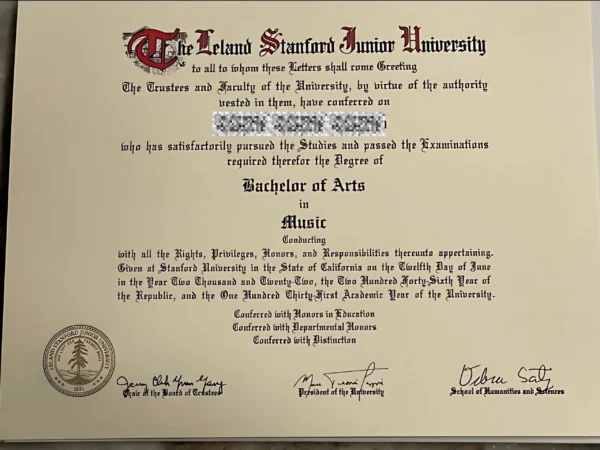 The Leland Stanford Junior University
to all to whom these Letters shall come Greeting
The Trustees and Faculty of the University, by virtue of the authority
vested in them, have conferred on
who has satisfactorily pursued the Studies and passed the Examinations
required therefor the Degree of
Bachelor of Arts
in
Music
Conducting
with all the Rights, Privileges, Honors, and Responsibilities thereunto appertaining.
Given at Stanford University in the State of California on the Twelfth Day of June
in the Year Two Thousand and Twenty-Two, the Two Hundred Forty-Sixth Year of
the Republic, and the One Hundred Thirty-First Academic Year of the University.
Conferred with Honors in Education
Conferred with Departmental Honors
Conferred with Distinction
LELAND STANFORD JUNIOR UNIVERSITY
1891
Chair of the Board of Trustees
President of the University
Debra Satz
School of Humanities and Sciences